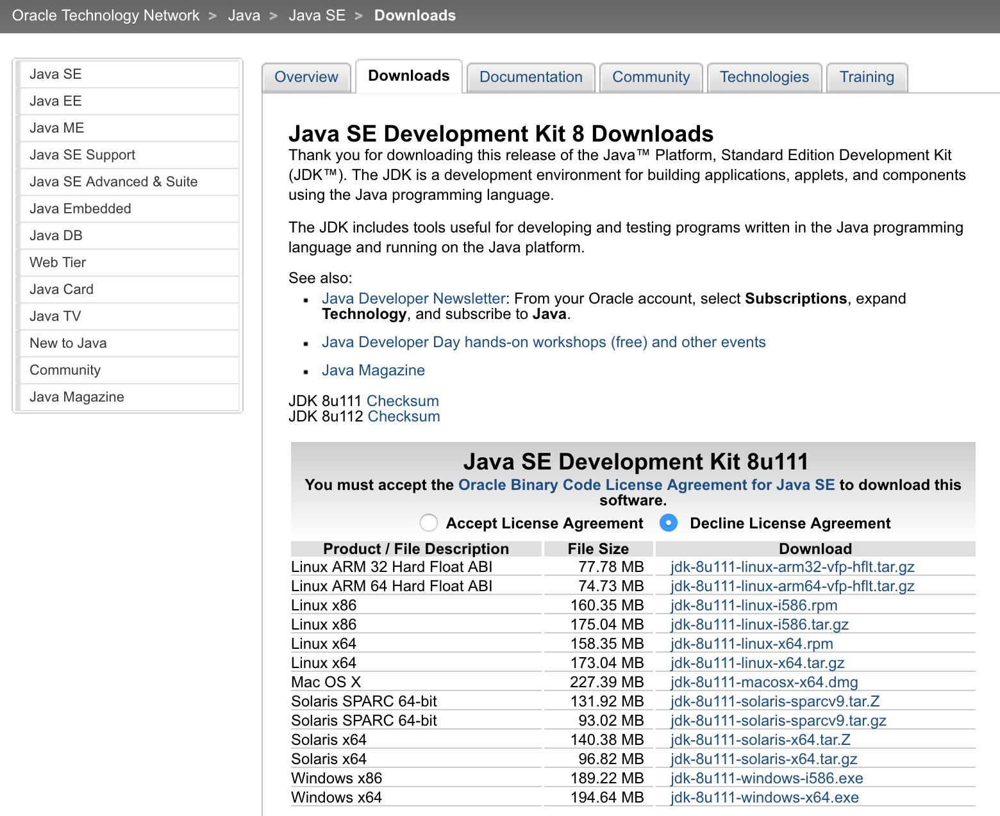 Oracle Technology Network > Java > Java SE > Downloads
Java SE
Java EE
Java ME
Java SE Support
Java SE Advanced & Suite
Java Embedded
Java DB
Web Tier
Java Card
Java TV
New to Java
Community
Java Magazine
Overview Downloads Documentation Community Technologies Training
Java SE Development Kit 8 Downloads
Thank you for downloading this release of the Java™ Platform, Standard Edition Development Kit
(JDK™). The JDK is a development environment for building applications, applets, and components
using the Java programming language.
The JDK includes tools useful for developing and testing programs written in the Java programming
language and running on the Java platform.
See also:
Java Developer Newsletter: From your Oracle account, select Subscriptions, expand
Technology, and subscribe to Java.
Java Developer Day hands-on workshops (free) and other events
Java Magazine
JDK 8u111 Checksum
JDK 8u112 Checksum
Java SE Development Kit 8u111
You must accept the Oracle Binary Code License Agreement for Java SE to download this
software.
Accept License Agreement Decline License Agreement
Product / File Description File Size Download
Linux ARM 32 Hard Float ABI 77.78 MB jdk-8u111-linux-arm32-vfp-hflt.tar.gz
Linux ARM 64 Hard Float ABI 74.73 MB jdk-8u111-linux-arm64-vfp-hflt.tar.gz
Linux x86 160.35 MB jdk-8u111-linux-i586.rpm
Linux x86 175.04 MB jdk-8u111-linux-i586.tar.gz
Linux x64 158.35 MB jdk-8u111-linux-x64.rpm
Linux x64 173.04 MB jdk-8u111-linux-x64.tar.gz
Mac OS X 227.39 MB jdk-8u111-macosx-x64.dmg
Solaris SPARC 64-bit 131.92 MB jdk-8u111-solaris-sparcv9.tar.Z
Solaris SPARC 64-bit 93.02 MB jdk-8u111-solaris-sparcv9.tar.gz
Solaris x64 140.38 MB jdk-8u111-solaris-x64.tar.Z
Solaris x64 96.82 MB jdk-8u111-solaris-x64.tar.gz
Windows x86 189.22 MB jdk-8u111-windows-i586.exe
Windows x64 194.64 MB jdk-8u111-windows-x64.exe